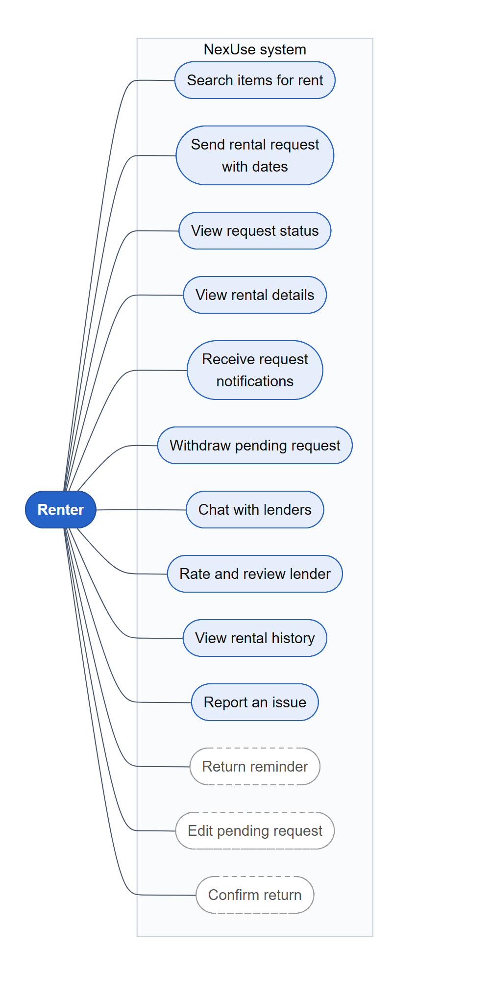 NexUse system
Search items for rent
Send rental request
with dates
View request status
View rental details
Receive request
notifications
Withdraw pending request
Renter
Chat with lenders
Rate and review lender
View rental history
Report an issue
Return reminder
Edit pending request
Confirm return